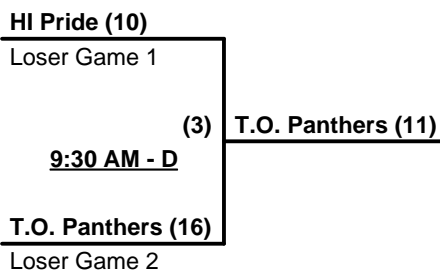 HI Pride (10)
Loser Game 1
(3)
T.O. Panthers (11)
9:30 AM - D
T.O. Panthers (16)
Loser Game 2